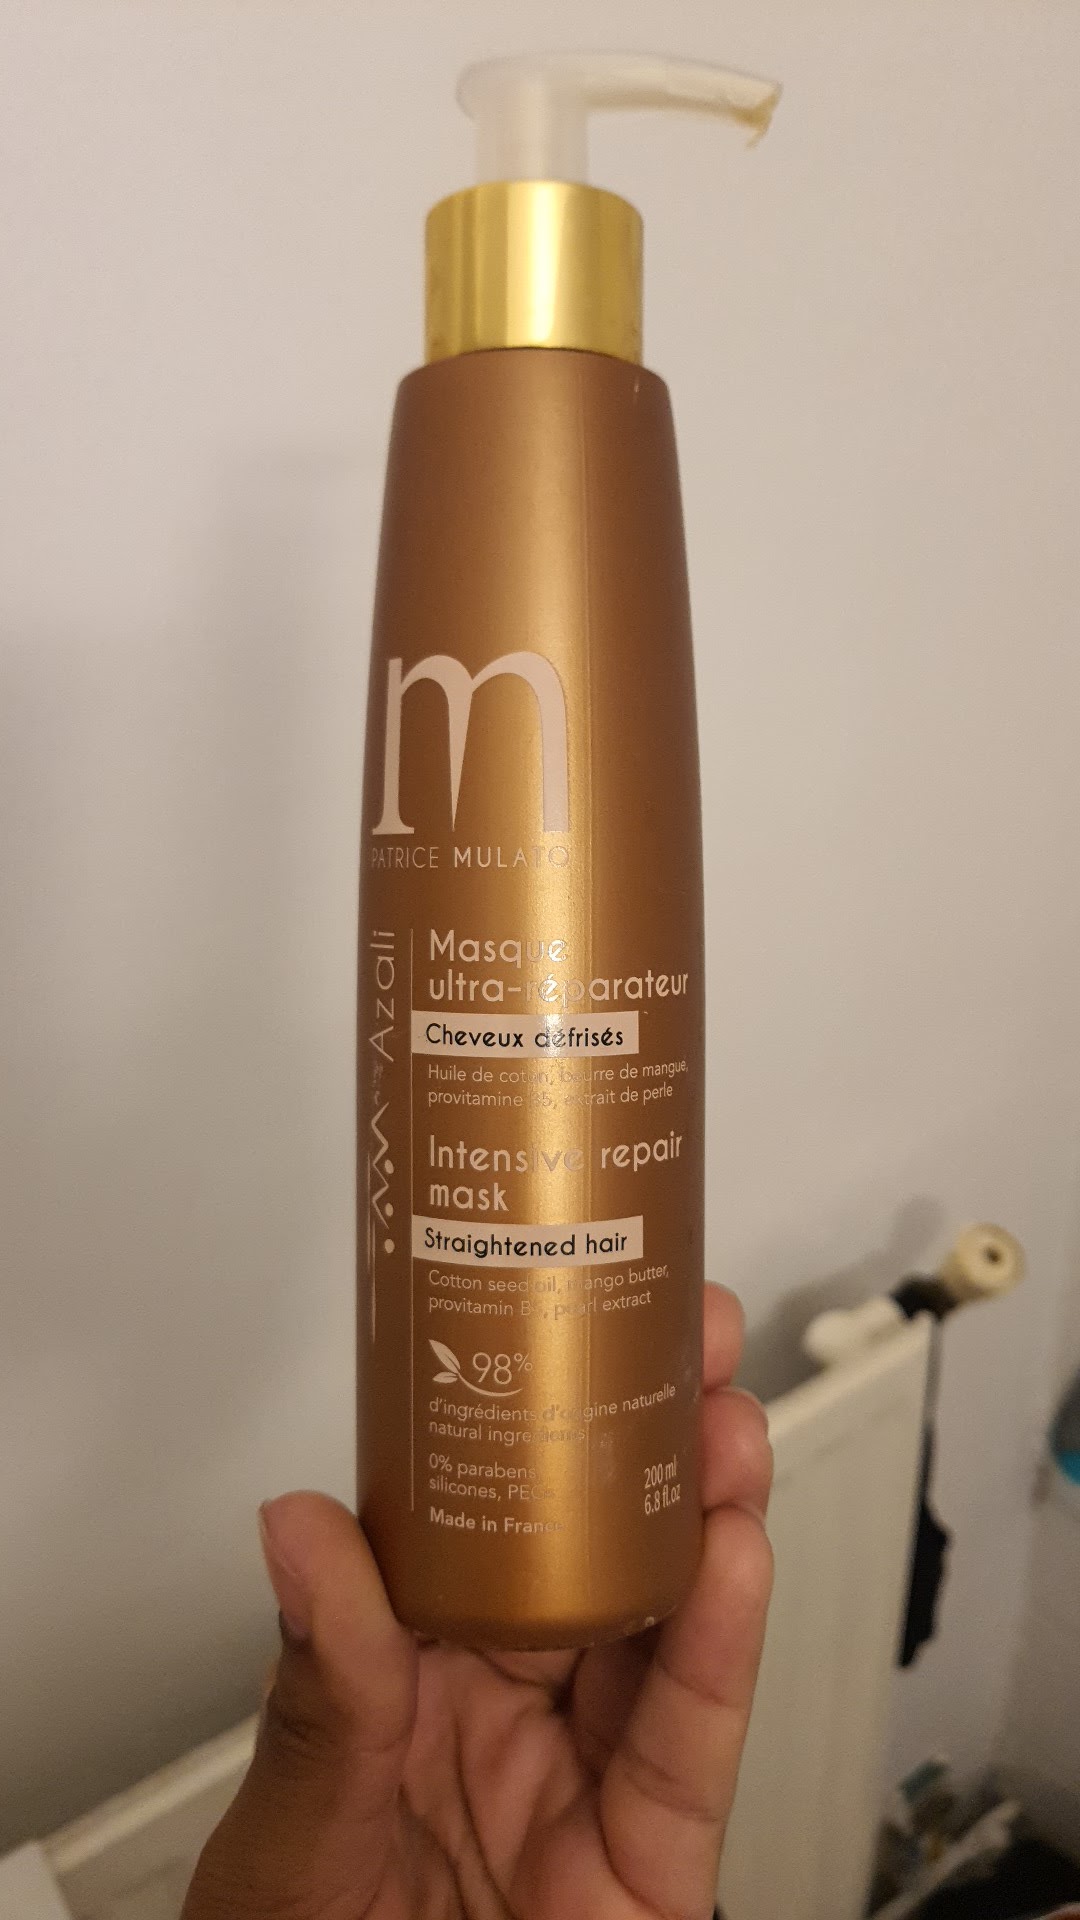 m
PATRICE MULATO
Azali
Masque
ultra-réparateur
Cheveux défrisés
Huile de coton, beurre de mangue,
provitamine B5, extrait de perle
Intensive repair
mask
Straightened hair
Cotton seed oil, mango butter,
provitamin B5, pearl extract
98%
d'ingrédients d'origine naturelle
natural ingredients
0% parabens
silicones, PEGs
Made in France
200 ml
6.8 fl.oz